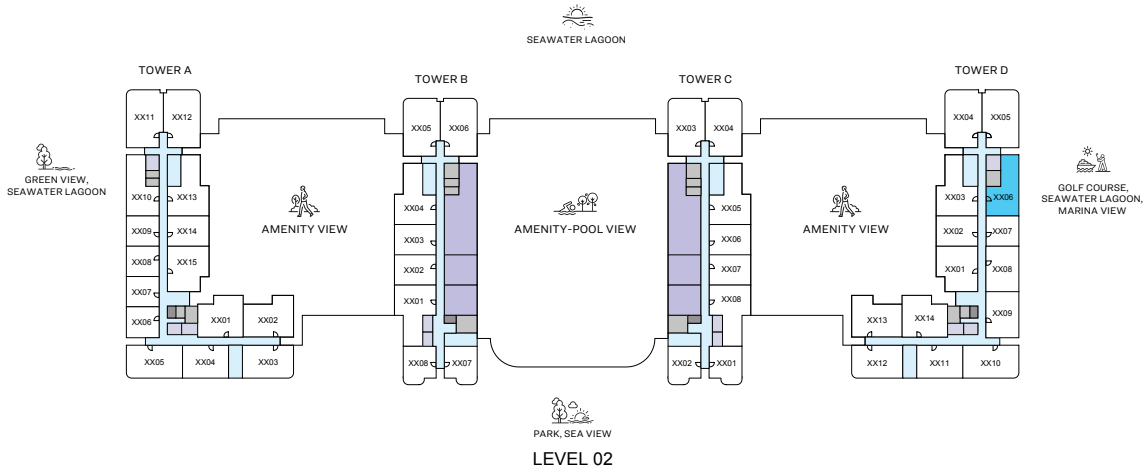 SEAWATER LAGOON
TOWER A
TOWER B
TOWER C
TOWER D
XX11
XX12
XX05
XX06
XX03
XX04
XX04
XX05
GREEN VIEW,
SEAWATER LAGOON
GOLF COURSE,
SEAWATER LAGOON,
MARINA VIEW
XX10
XX13
XX04
XX05
XX03
XX06
AMENITY VIEW
AMENITY-POOL VIEW
AMENITY VIEW
XX09
XX14
XX03
XX06
XX02
XX07
XX08
XX15
XX02
XX07
XX01
XX08
XX07
XX01
XX08
XX06
XX01
XX02
XX13
XX14
XX09
XX05
XX04
XX03
XX08
XX07
XX02
XX01
XX12
XX11
XX10
PARK, SEA VIEW
LEVEL 02